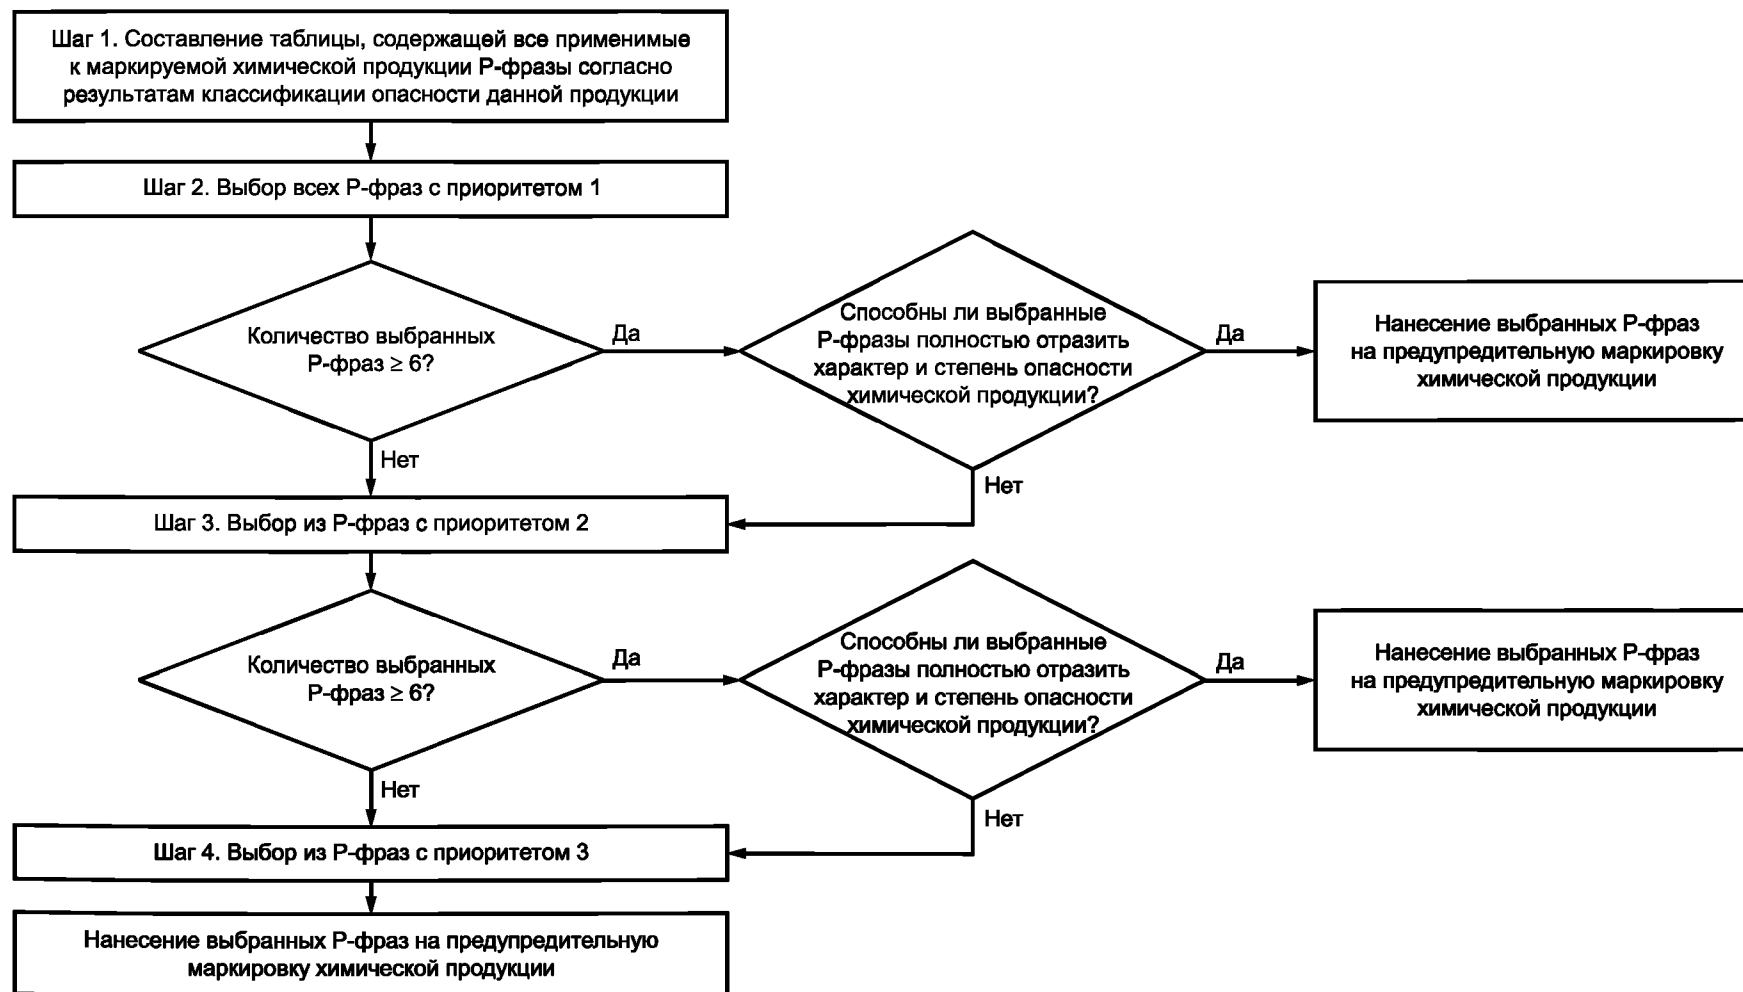 Шаг 1. Составление таблицы, содержащей все применимые
к маркируемой химической продукции Р-фразы согласно
результатам классификации опасности данной продукции
Шаг 2. Выбор всех Р-фраз с приоритетом 1
Количество выбранных
Р-фраз ≥ 6?
Да
Способны ли выбранные
Р-фразы полностью отразить
характер и степень опасности
химической продукции?
Да
Нанесение выбранных Р-фраз
на предупредительную маркировку
химической продукции
Нет
Нет
Шаг 3. Выбор из Р-фраз с приоритетом 2
Количество выбранных
Р-фраз ≥ 6?
Да
Способны ли выбранные
Р-фразы полностью отразить
характер и степень опасности
химической продукции?
Да
Нанесение выбранных Р-фраз
на предупредительную маркировку
химической продукции
Нет
Нет
Шаг 4. Выбор из Р-фраз с приоритетом 3
Нанесение выбранных Р-фраз на предупредительную
маркировку химической продукции